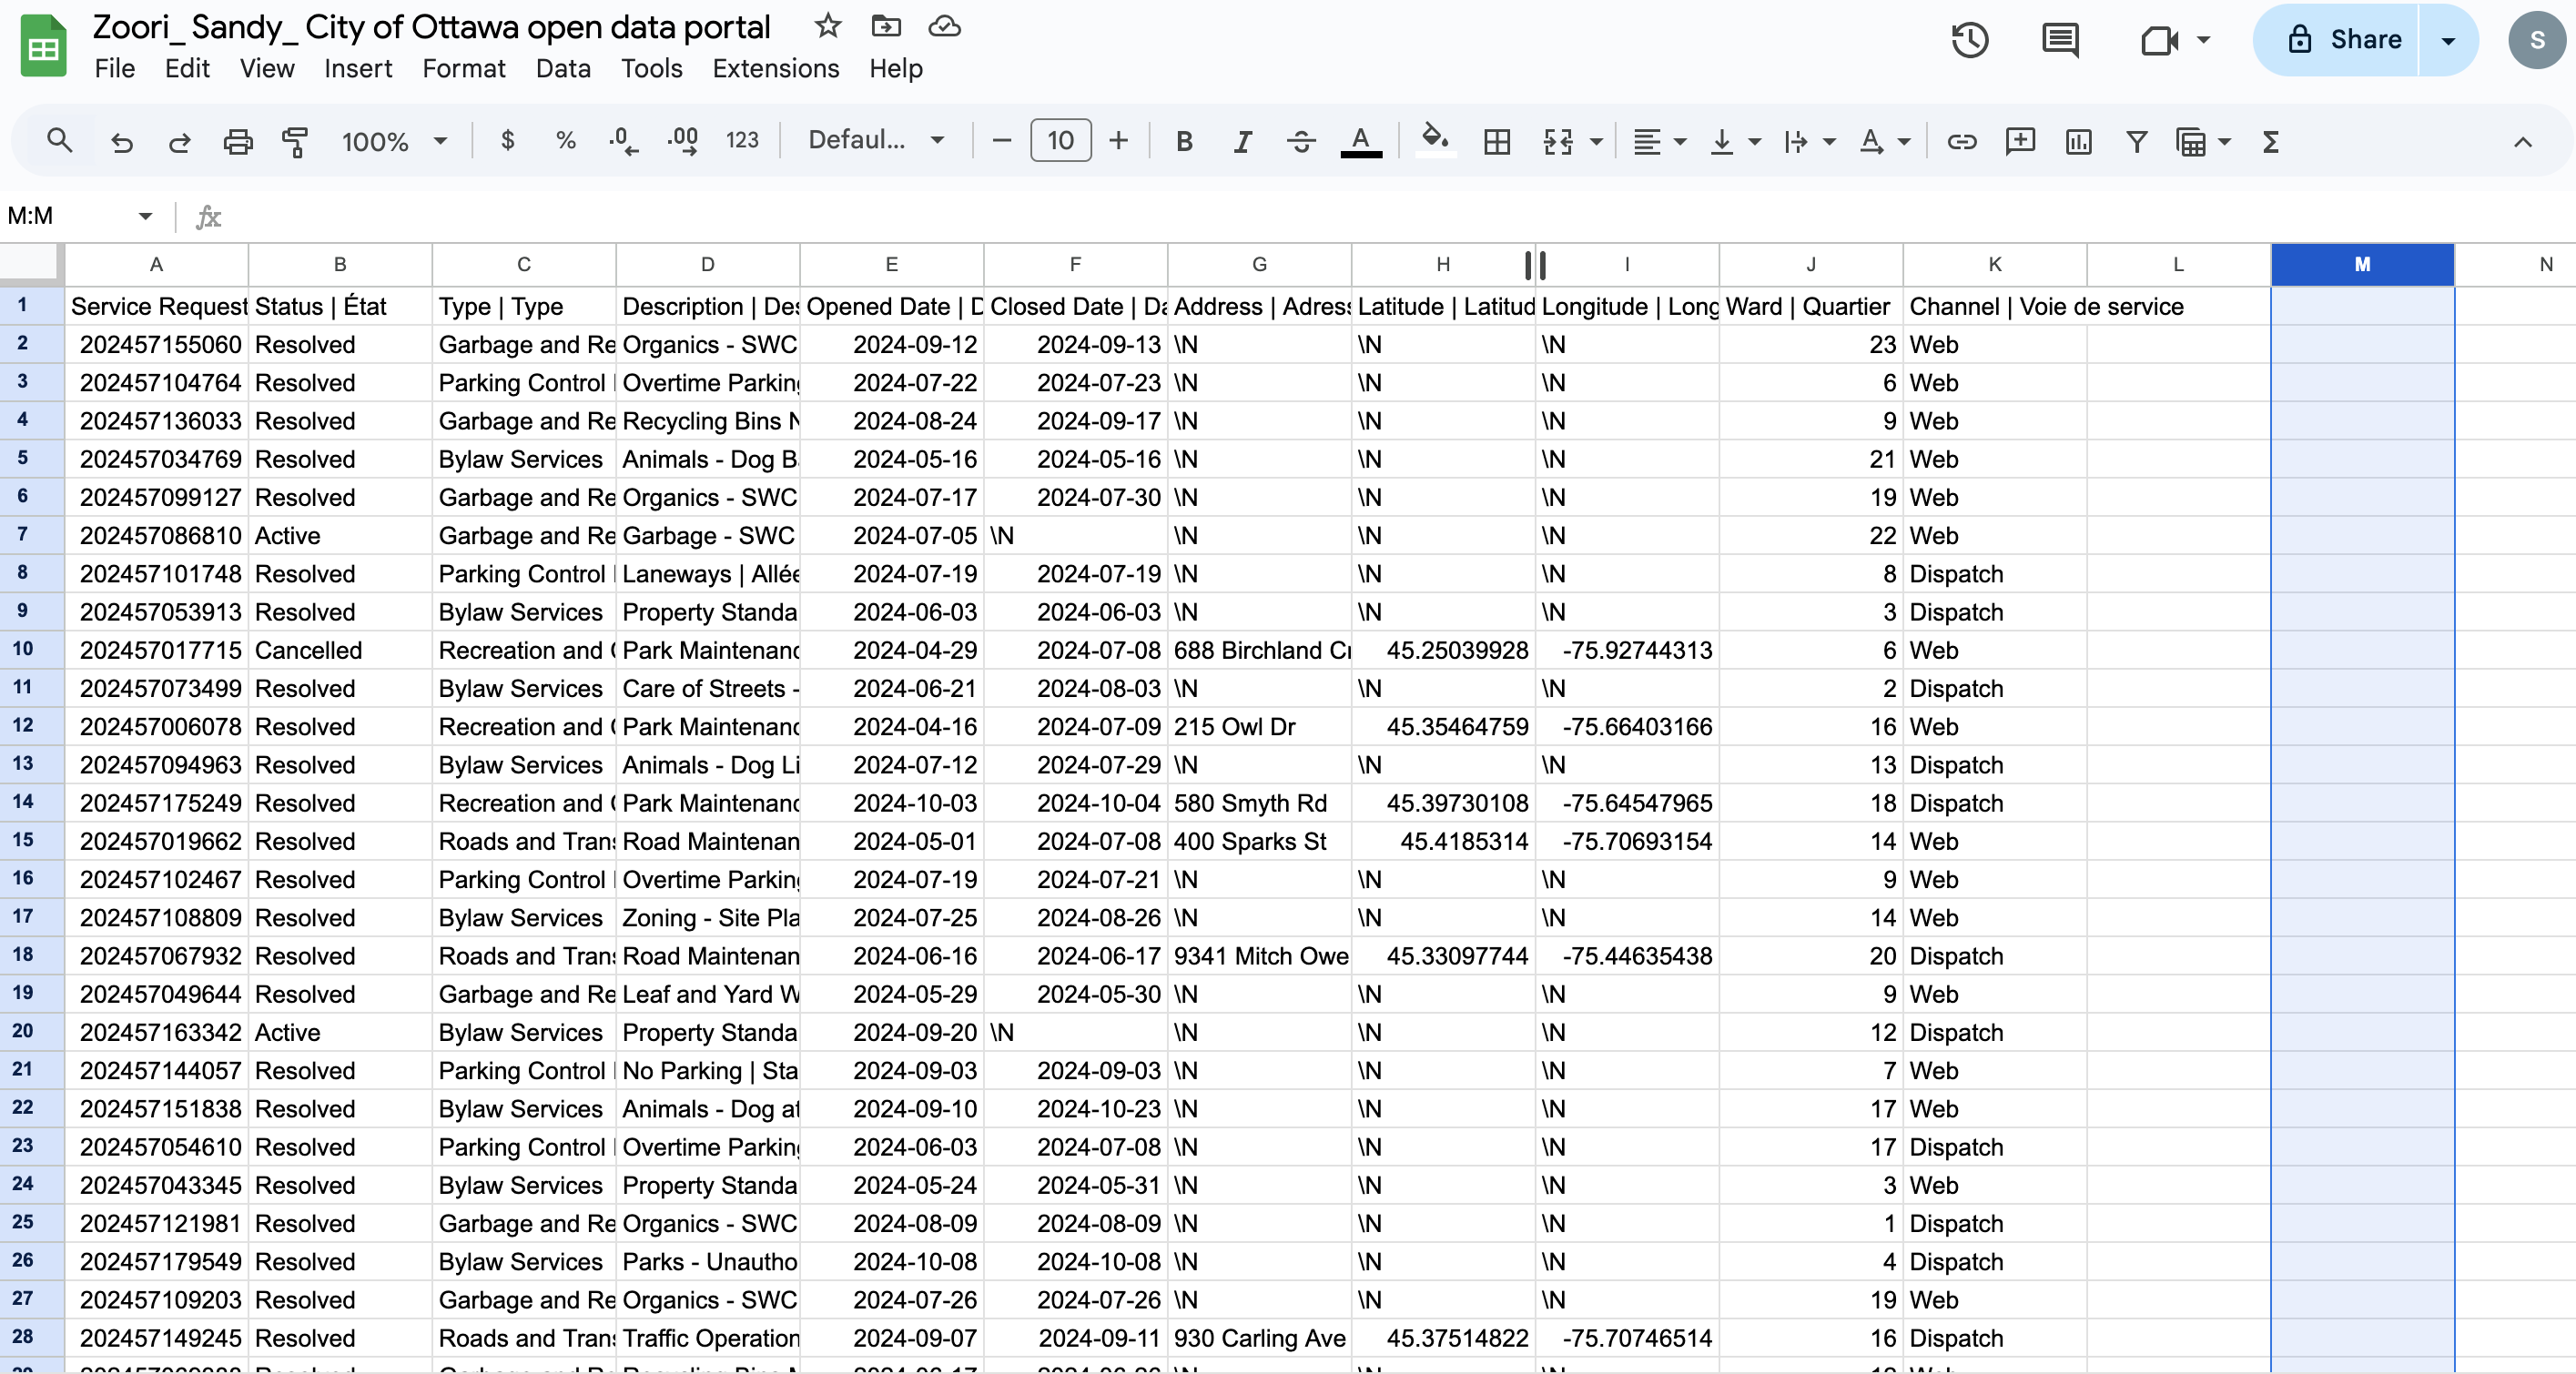 Zoori_ Sandy_ City of Ottawa open data portal
File Edit View Insert Format Data Tools Extensions Help
Share
S
100% $ % .0 .00 123 Defaul... 10 B I A A Σ
M:M fx
A B C D E F G H I J K L M N
1 Service Request Status | État Type | Type Description | Des Opened Date | D Closed Date | Da Address | Adress Latitude | Latitud Longitude | Long Ward | Quartier Channel | Voie de service
2 202457155060 Resolved Garbage and Re Organics - SWC 2024-09-12 2024-09-13 \N \N \N 23 Web
3 202457104764 Resolved Parking Control Overtime Parking 2024-07-22 2024-07-23 \N \N \N 6 Web
4 202457136033 Resolved Garbage and Re Recycling Bins N 2024-08-24 2024-09-17 \N \N \N 9 Web
5 202457034769 Resolved Bylaw Services Animals - Dog Ba 2024-05-16 2024-05-16 \N \N \N 21 Web
6 202457099127 Resolved Garbage and Re Organics - SWC 2024-07-17 2024-07-30 \N \N \N 19 Web
7 202457086810 Active Garbage and Re Garbage - SWC 2024-07-05 \N \N \N \N 22 Web
8 202457101748 Resolved Parking Control Laneways | Allée 2024-07-19 2024-07-19 \N \N \N 8 Dispatch
9 202457053913 Resolved Bylaw Services Property Standa 2024-06-03 2024-06-03 \N \N \N 3 Dispatch
10 202457017715 Cancelled Recreation and Park Maintenanc 2024-04-29 2024-07-08 688 Birchland Cr 45.25039928 -75.92744313 6 Web
11 202457073499 Resolved Bylaw Services Care of Streets - 2024-06-21 2024-08-03 \N \N \N 2 Dispatch
12 202457006078 Resolved Recreation and Park Maintenanc 2024-04-16 2024-07-09 215 Owl Dr 45.35464759 -75.66403166 16 Web
13 202457094963 Resolved Bylaw Services Animals - Dog Li 2024-07-12 2024-07-29 \N \N \N 13 Dispatch
14 202457175249 Resolved Recreation and Park Maintenanc 2024-10-03 2024-10-04 580 Smyth Rd 45.39730108 -75.64547965 18 Dispatch
15 202457019662 Resolved Roads and Trans Road Maintenan 2024-05-01 2024-07-08 400 Sparks St 45.4185314 -75.70693154 14 Web
16 202457102467 Resolved Parking Control Overtime Parking 2024-07-19 2024-07-21 \N \N \N 9 Web
17 202457108809 Resolved Bylaw Services Zoning - Site Pla 2024-07-25 2024-08-26 \N \N \N 14 Web
18 202457067932 Resolved Roads and Trans Road Maintenan 2024-06-16 2024-06-17 9341 Mitch Owe 45.33097744 -75.44635438 20 Dispatch
19 202457049644 Resolved Garbage and Re Leaf and Yard W 2024-05-29 2024-05-30 \N \N \N 9 Web
20 202457163342 Active Bylaw Services Property Standa 2024-09-20 \N \N \N \N 12 Dispatch
21 202457144057 Resolved Parking Control No Parking | Sta 2024-09-03 2024-09-03 \N \N \N 7 Web
22 202457151838 Resolved Bylaw Services Animals - Dog at 2024-09-10 2024-10-23 \N \N \N 17 Web
23 202457054610 Resolved Parking Control Overtime Parking 2024-06-03 2024-07-08 \N \N \N 17 Dispatch
24 202457043345 Resolved Bylaw Services Property Standa 2024-05-24 2024-05-31 \N \N \N 3 Web
25 202457121981 Resolved Garbage and Re Organics - SWC 2024-08-09 2024-08-09 \N \N \N 1 Dispatch
26 202457179549 Resolved Bylaw Services Parks - Unautho 2024-10-08 2024-10-08 \N \N \N 4 Dispatch
27 202457109203 Resolved Garbage and Re Organics - SWC 2024-07-26 2024-07-26 \N \N \N 19 Web
28 202457149245 Resolved Roads and Trans Traffic Operation 2024-09-07 2024-09-11 930 Carling Ave 45.37514822 -75.70746514 16 Dispatch